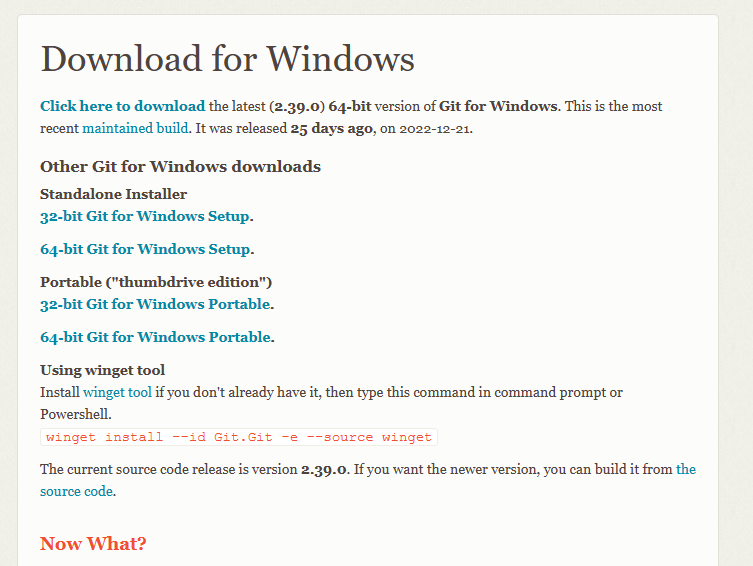 Download for Windows
Click here to download the latest (2.39.0) 64-bit version of Git for Windows. This is the most
recent maintained build. It was released 25 days ago, on 2022-12-21.
Other Git for Windows downloads
Standalone Installer
32-bit Git for Windows Setup.
64-bit Git for Windows Setup.
Portable ("thumbdrive edition")
32-bit Git for Windows Portable.
64-bit Git for Windows Portable.
Using winget tool
Install winget tool if you don't already have it, then type this command in command prompt or
Powershell.
winget install --id Git.Git -e --source winget
The current source code release is version 2.39.0. If you want the newer version, you can build it from the
source code.
Now What?